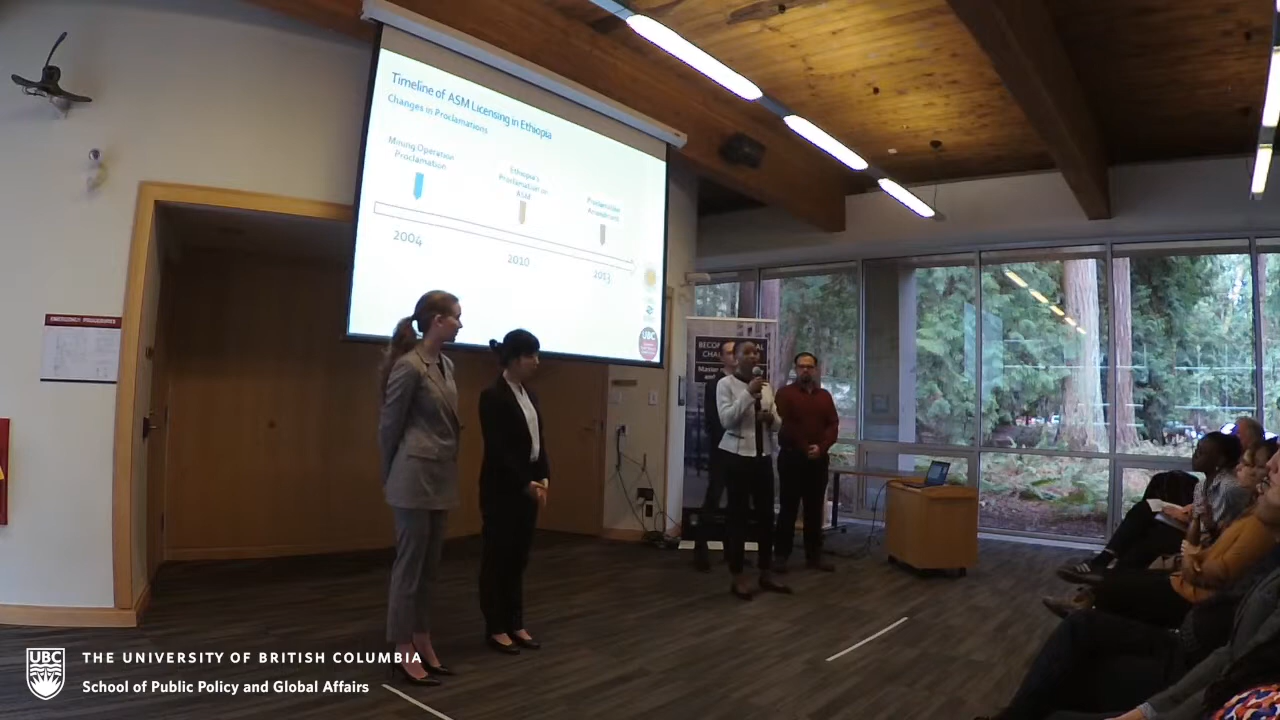 Timeline of ASM Licensing in Ethiopia
Changes in Proclamations
Mining Operation
Proclamation
Ethiopia's
Proclamation on
ASM
Proclamation
Amendment
2004
2010
2013
UBC
EMERGENCY PROCEDURES
UBC
THE UNIVERSITY OF BRITISH COLUMBIA
School of Public Policy and Global Affairs